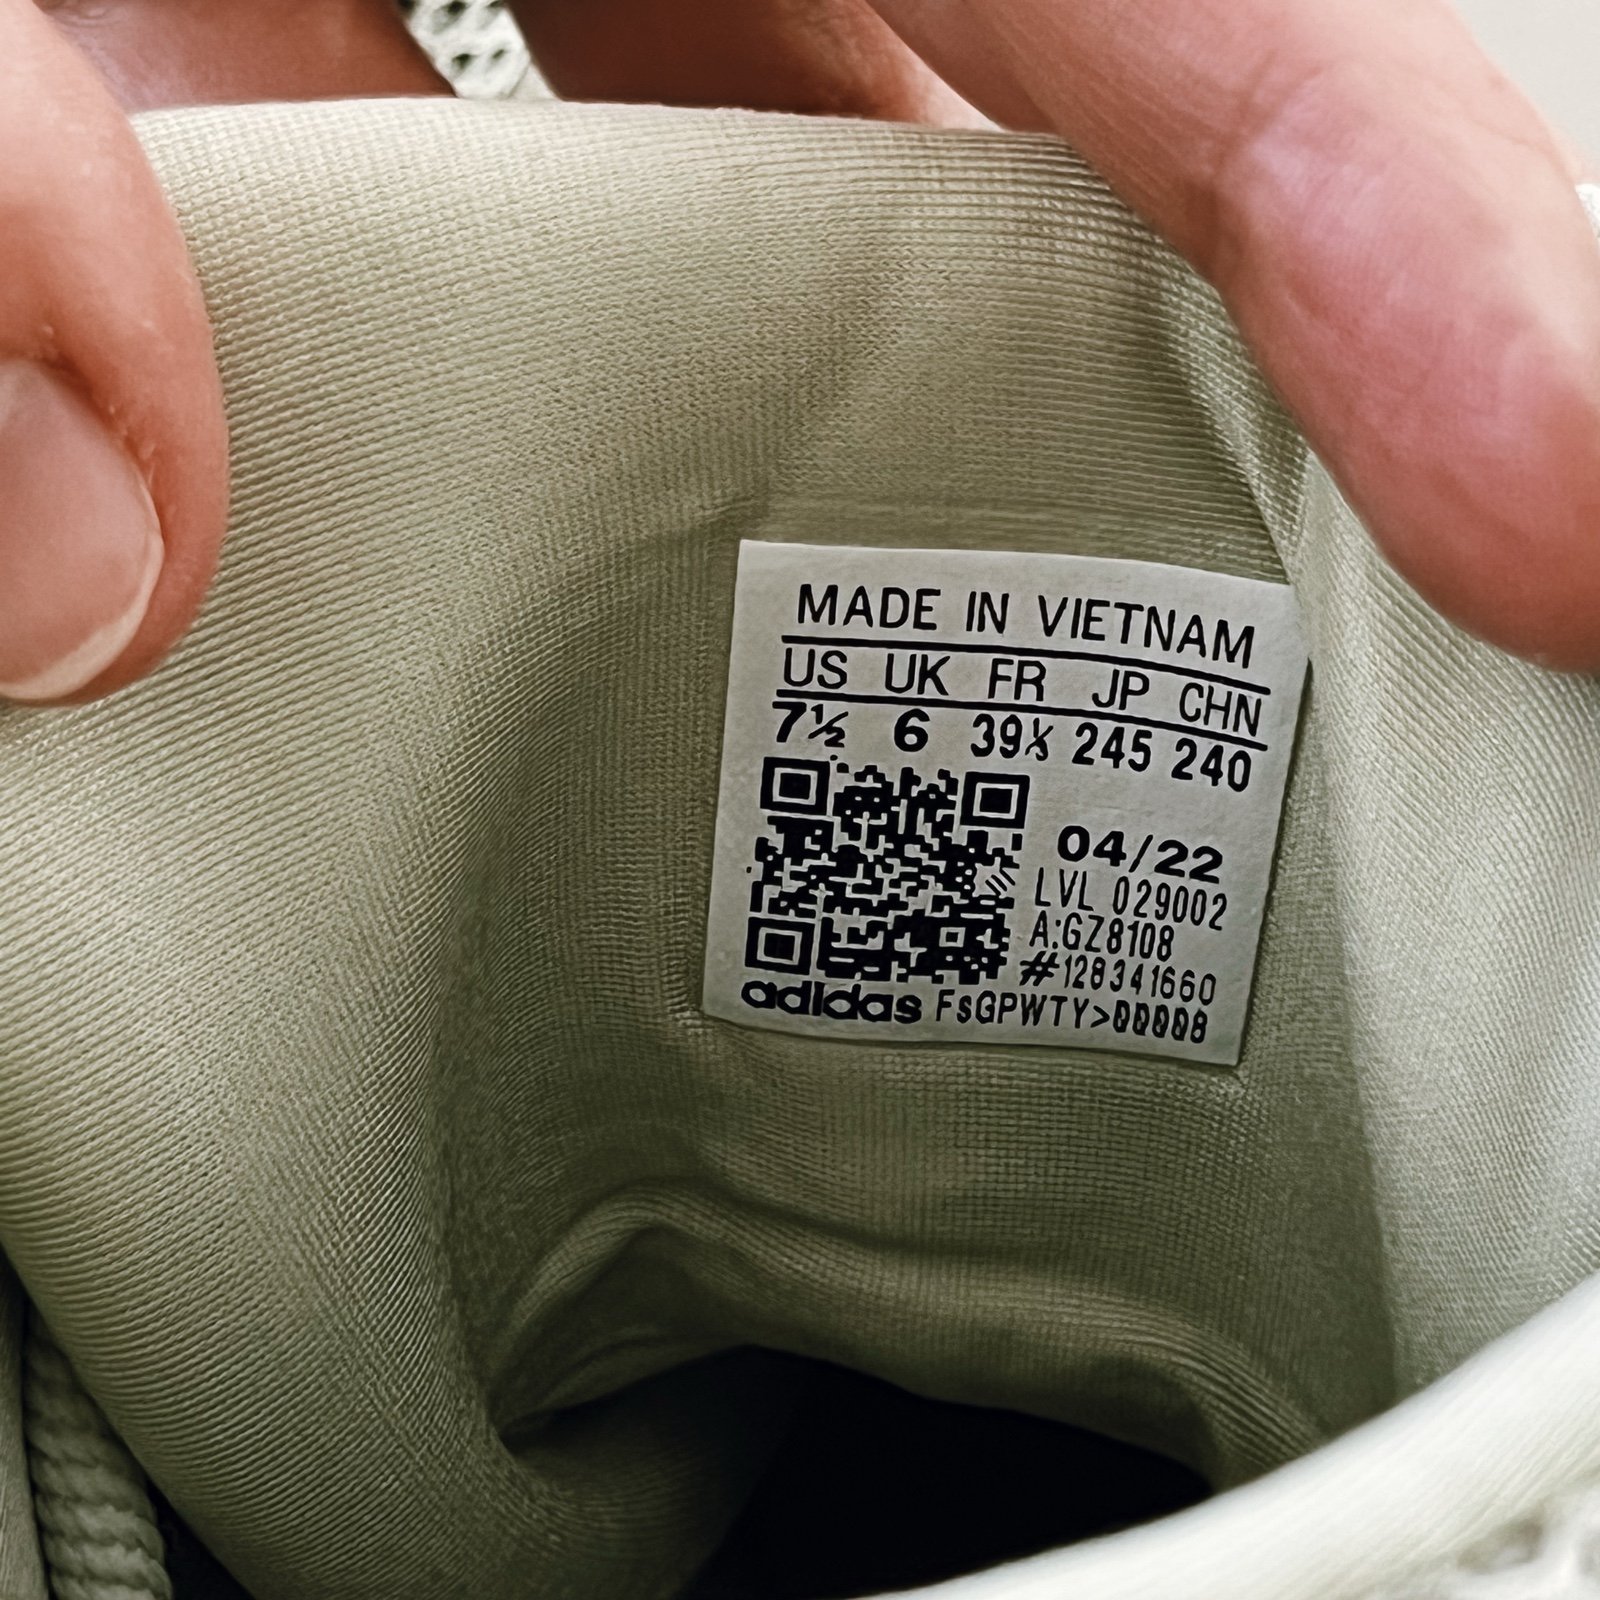 MADE IN VIETNAM
US UK FR JP CHN
7½ 6 39⅓ 245 240
04/22
LVL 029002
A:GZ8108
#128341660
adidas FsGPWTY>00008